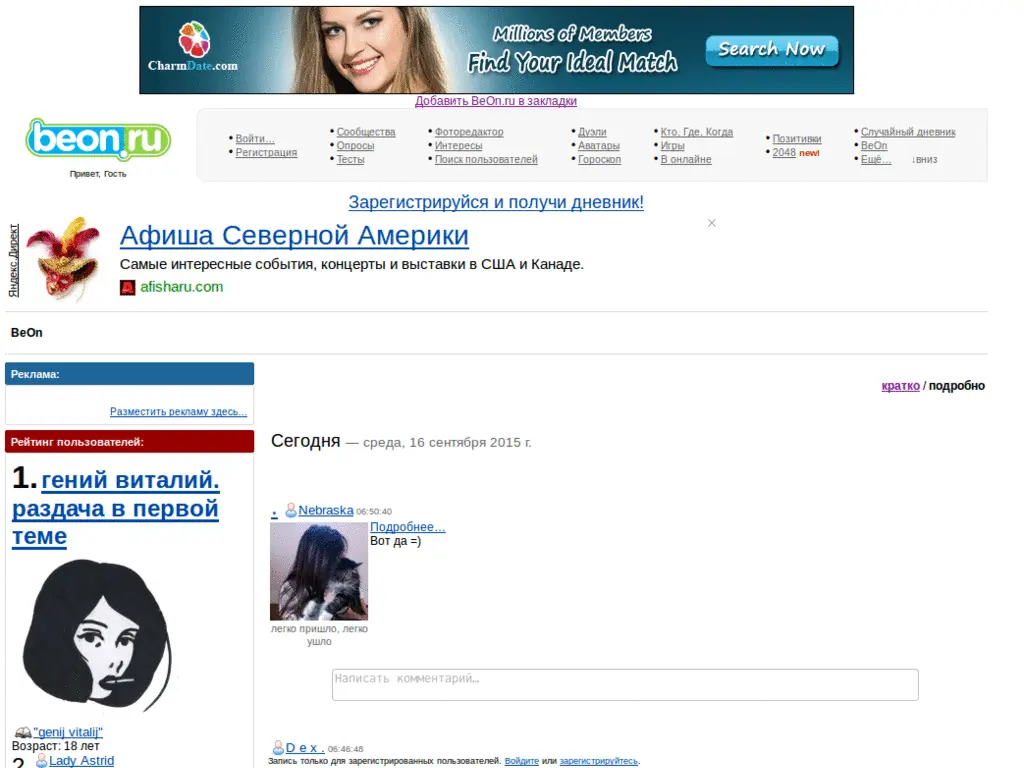 CharmDate.com
Millions of Members
Find Your Ideal Match
Search Now
Добавить BeOn.ru в закладки
beon.ru
Привет, Гость
Войти...
Регистрация
Сообщества
Опросы
Тесты
Фоторедактор
Интересы
Поиск пользователей
Дуэли
Аватары
Гороскоп
Кто, Где, Когда
Игры
В онлайне
Позитивки
2048 new!
Случайный дневник
BeOn
Ещё... ↓вниз
Зарегистрируйся и получи дневник!
Яндекс.Директ
Афиша Северной Америки
Самые интересные события, концерты и выставки в США и Канаде.
afisharu.com
BeOn
Реклама:
Разместить рекламу здесь...
кратко / подробно
Рейтинг пользователей:
1. гений виталий.
раздача в первой
теме
"genij vitalij"
Возраст: 18 лет
2. Lady Astrid
Сегодня — среда, 16 сентября 2015 г.
. Nebraska 06:50:40
Подробнее...
Вот да =)
легко пришло, легко
ушло
Написать комментарий...
D e x . 06:46:48
Запись только для зарегистрированных пользователей. Войдите или зарегистрируйтесь.